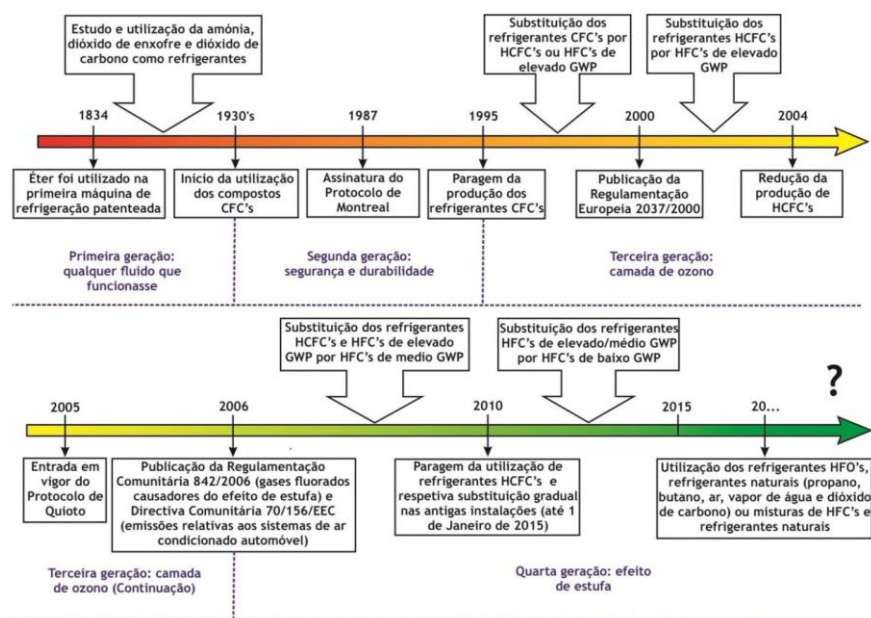 Estudo e utilização da amónia,
dióxido de enxofre e dióxido de
carbono como refrigerantes
Substituição dos
refrigerantes CFC's por
HCFC's ou HFC's de
elevado GWP
Substituição dos
refrigerantes HCFC's
por HFC's de elevado
GWP
1834
1930's
1987
1995
2000
2004
Éter foi utilizado na
primeira máquina de
refrigeração patenteada
Início da utilização
dos compostos
CFC's
Assinatura do
Protocolo de
Montreal
Paragem da
produção dos
refrigerantes CFC's
Publicação da
Regulamentação
Europeia 2037/2000
Redução da
produção de
HCFC's
Primeira geração:
qualquer fluido que
funcionasse
Segunda geração:
segurança e durabilidade
Terceira geração:
camada de ozono
Substituição dos refrigerantes
HCFC's e HFC's de elevado
GWP por HFC's de medio GWP
Substituição dos refrigerantes
HFC's de elevado/médio GWP
por HFC's de baixo GWP
?
2005
2006
2010
2015
20...
Entrada em
vigor do
Protocolo de
Quioto
Publicação da Regulamentação
Comunitária 842/2006 (gases fluorados
causadores do efeito de estufa) e
Directiva Comunitária 70/156/EEC
(emissões relativas aos sistemas de ar
condicionado automóvel)
Paragem da utilização de
refrigerantes HCFC's e
respetiva substituição gradual
nas antigas instalações (até 1
de Janeiro de 2015)
Utilização dos refrigerantes HFO's,
refrigerantes naturais (propano,
butano, ar, vapor de água e dióxido
de carbono) ou misturas de HFC's e
refrigerantes naturais
Terceira geração: camada
de ozono (Continuação)
Quarta geração: efeito
de estufa